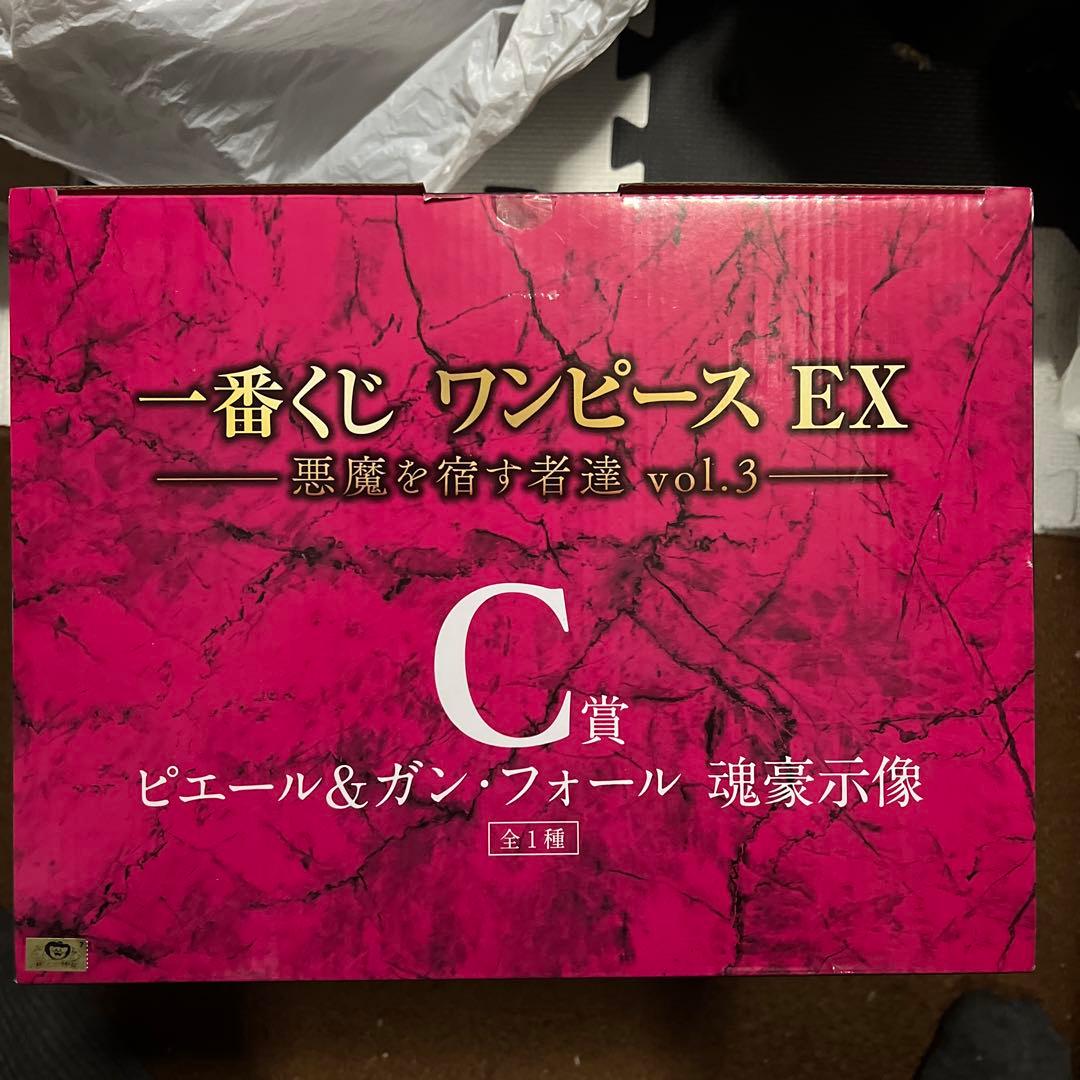 一番くじ ワンピース EX
悪魔を宿す者達 vol.3
C賞
ピエール&ガン・フォール 魂豪示像
全1種